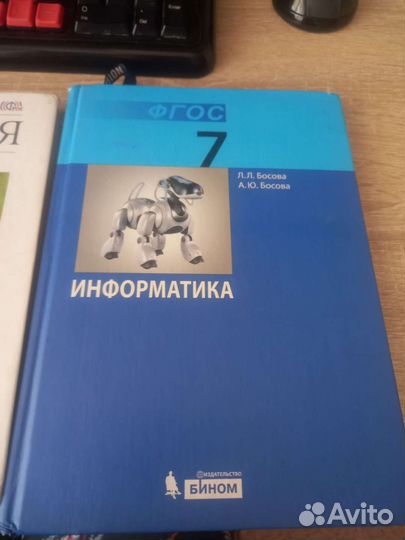 ФГОС
7
Л.Л. Босова
А.Ю. Босова
ИНФОРМАТИКА
ИЗДАТЕЛЬСТВО
БИНОМ
Я
Avito